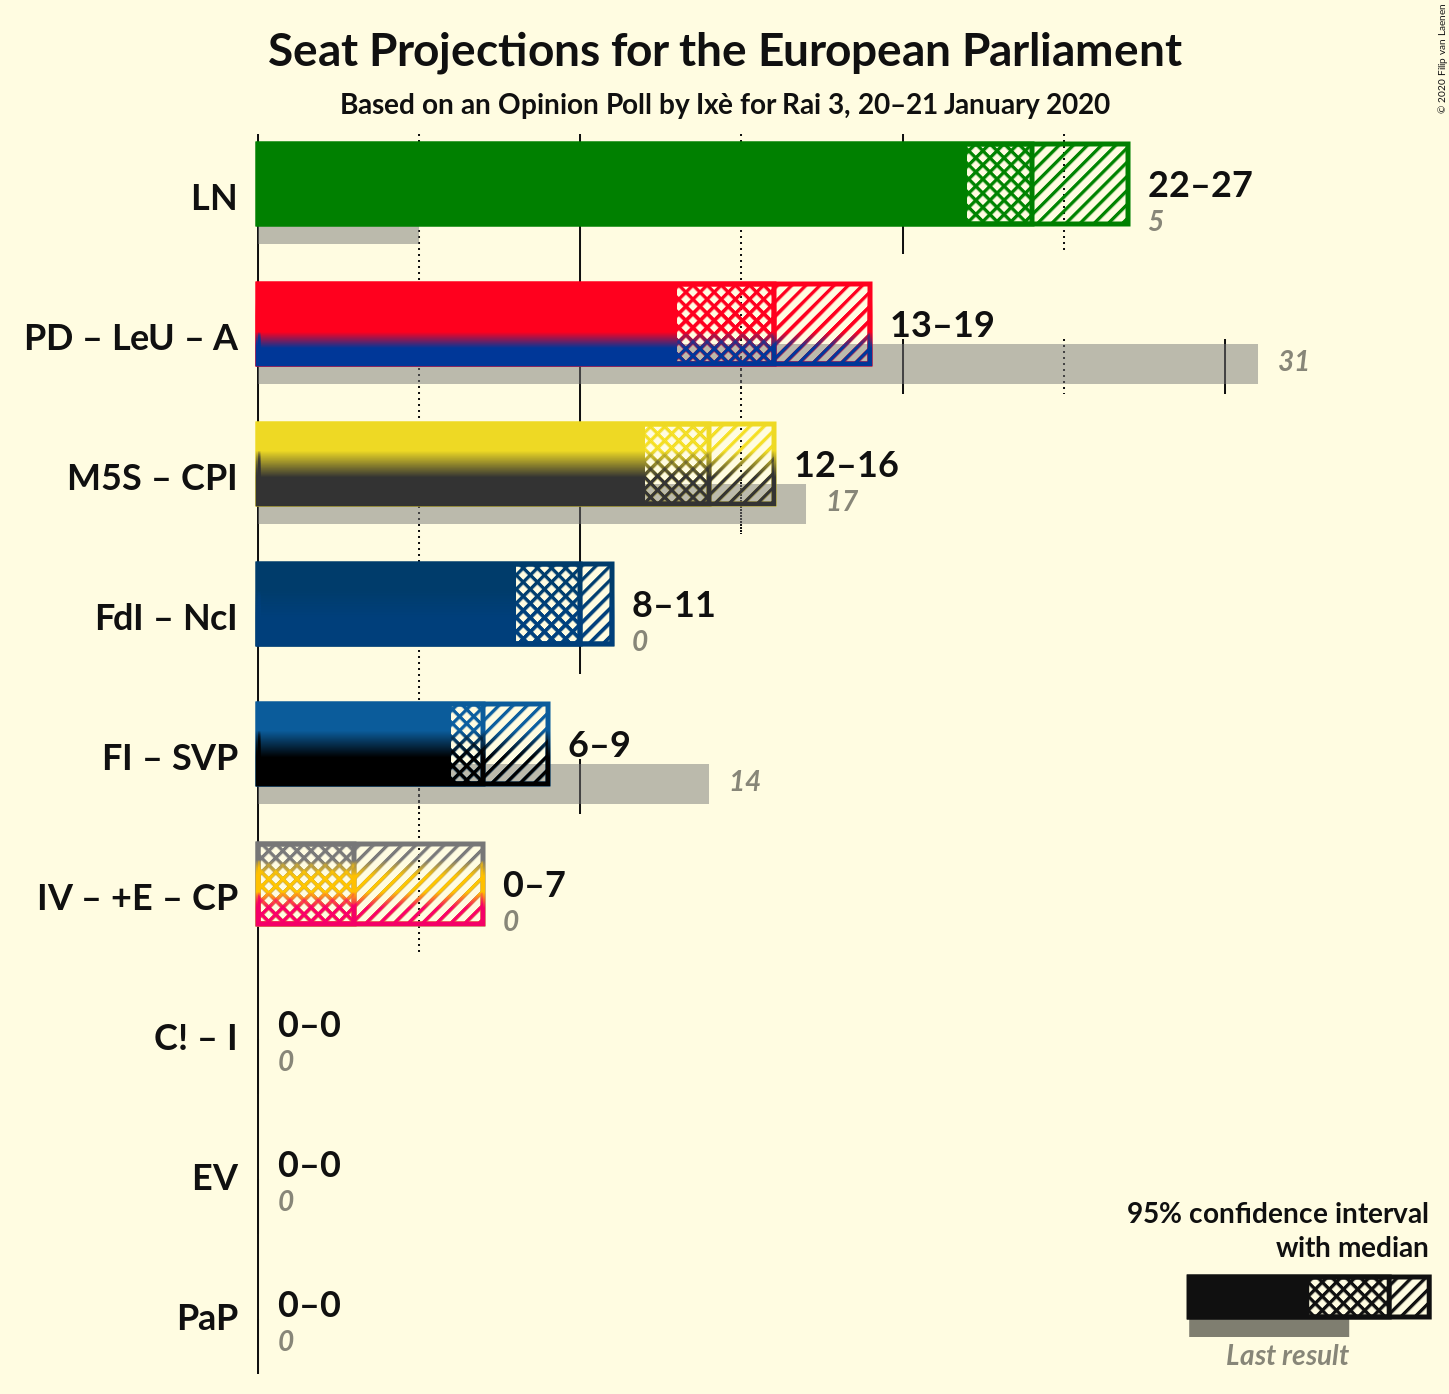 © 2020 Filip van Laenen
Seat Projections for the European Parliament
Based on an Opinion Poll by Ixè for Rai 3, 20–21 January 2020
LN
22–27
5
PD – LeU – A
13–19
31
M5S – CPI
12–16
17
FdI – NcI
8–11
0
FI – SVP
6–9
14
IV – +E – CP
0–7
0
C! – I
0–0
0
EV
0–0
0
PaP
0–0
0
95% confidence interval
with median
Last result